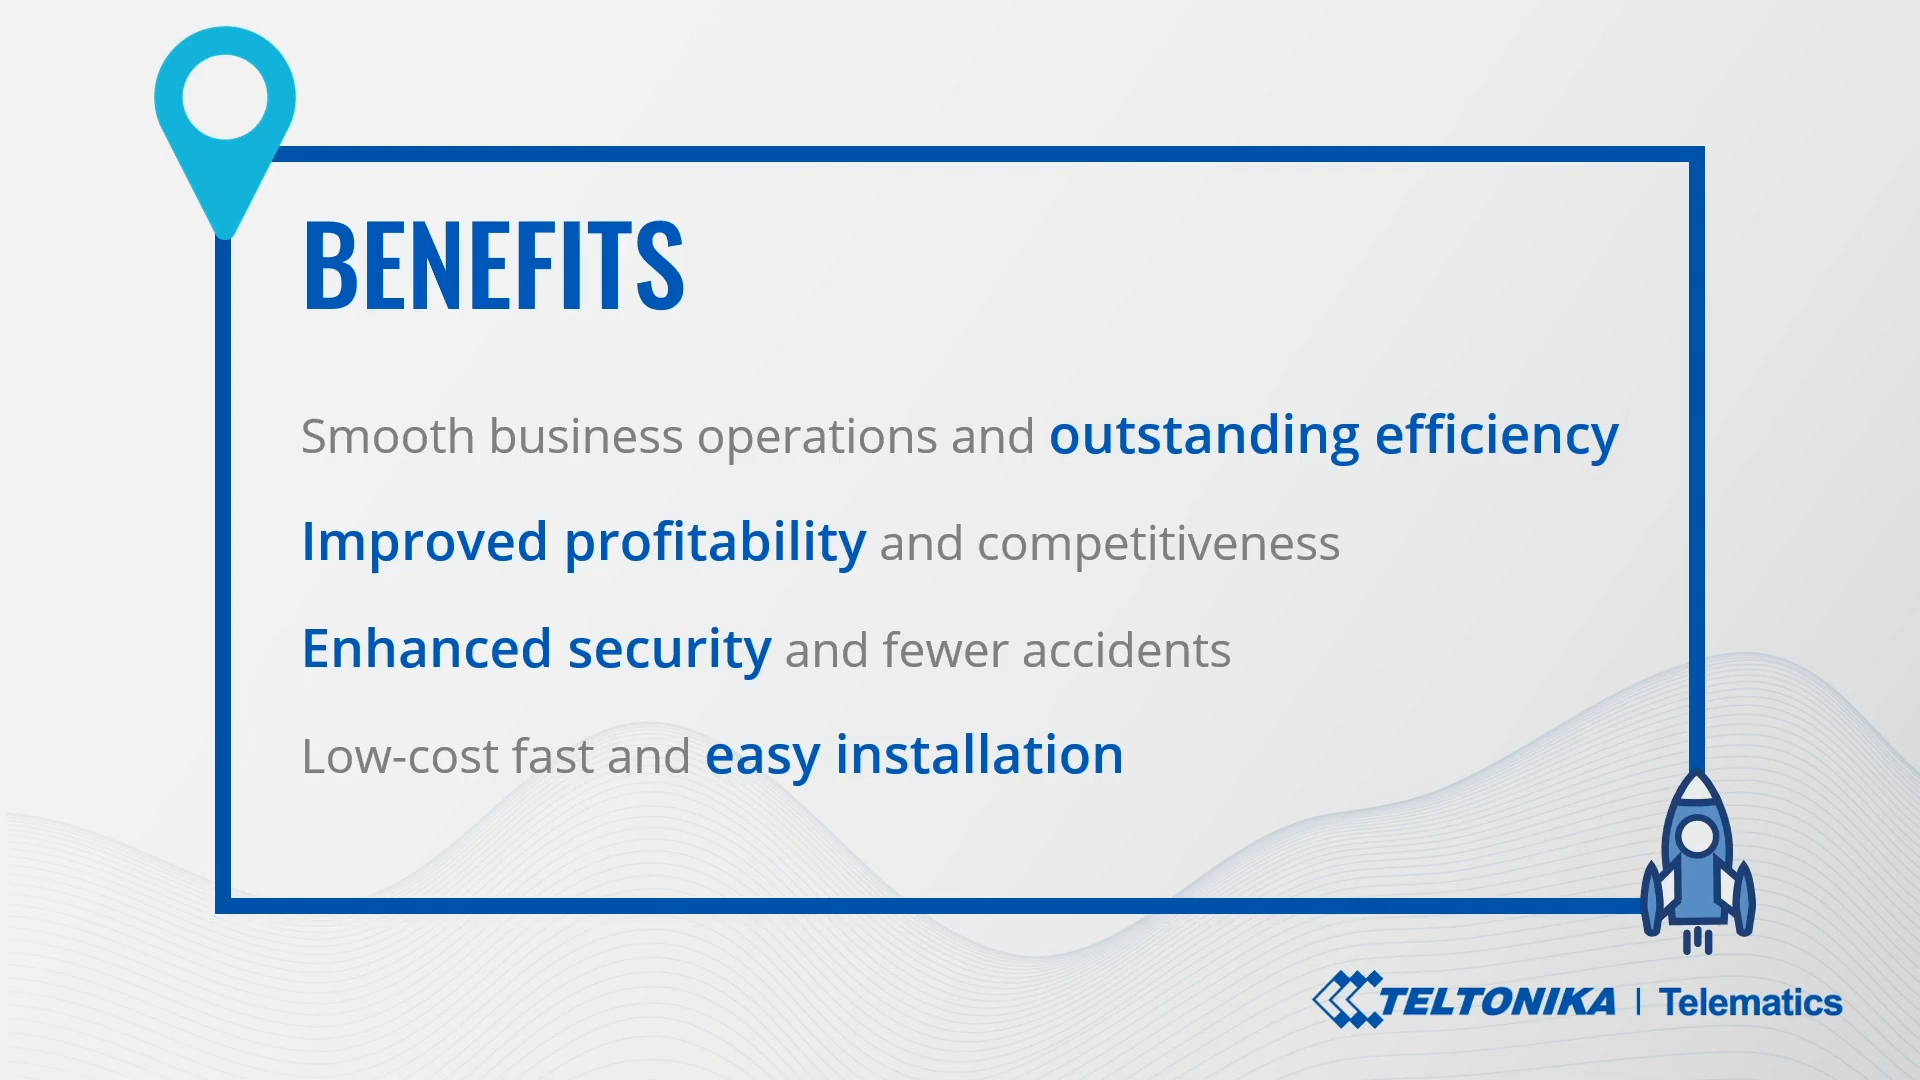 BENEFITS
Smooth business operations and outstanding efficiency
Improved profitability and competitiveness
Enhanced security and fewer accidents
Low-cost fast and easy installation
TELTONIKA | Telematics